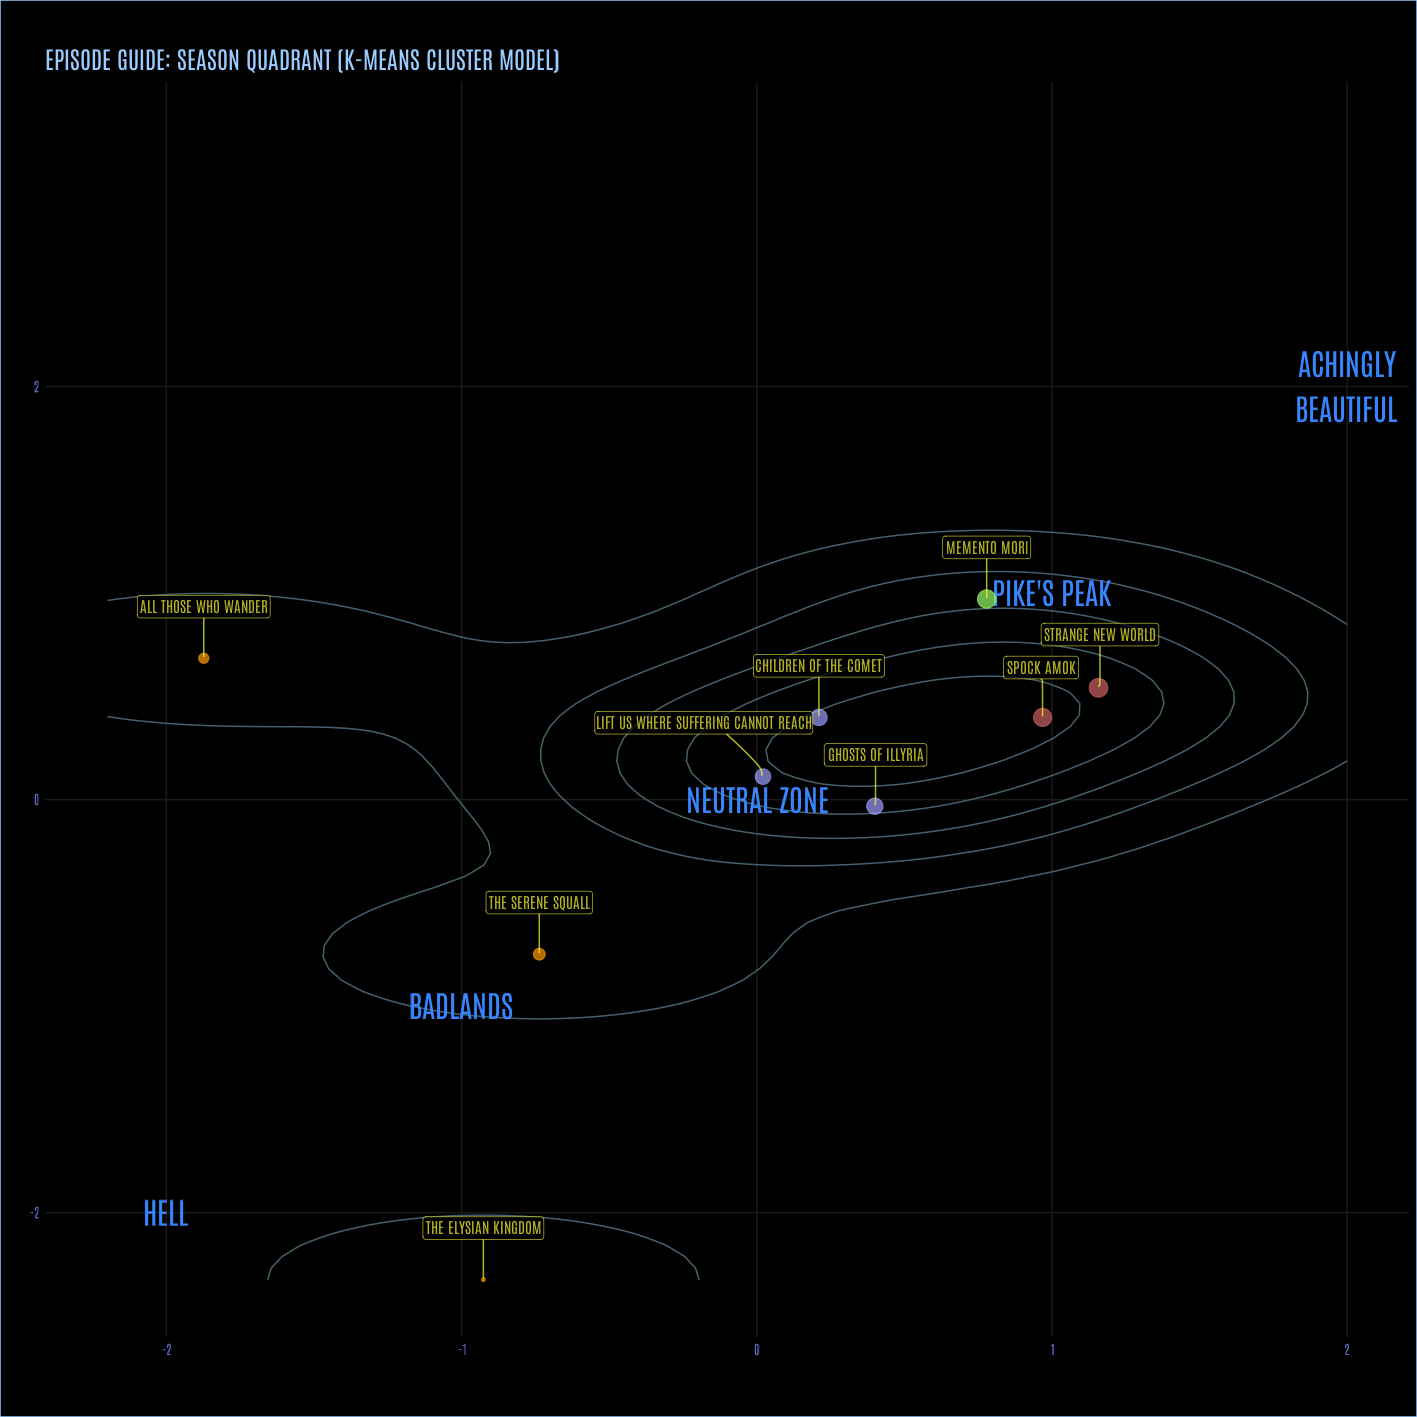 EPISODE GUIDE: SEASON QUADRANT (K-MEANS CLUSTER MODEL)
ACHINGLY
2
BEAUTIFUL
MEMENTO MORI
PIKE'S PEAK
ALL THOSE WHO WANDER
STRANGE NEW WORLD
CHILDREN OF THE COMET
SPOCK AMOK
LIFT US WHERE SUFFERING CANNOT REACH
GHOSTS OF ILLYRIA
0
NEUTRAL ZONE
THE SERENE SQUALL
BADLANDS
-2
HELL
THE ELYSIAN KINGDOM
-2
-1
0
1
2